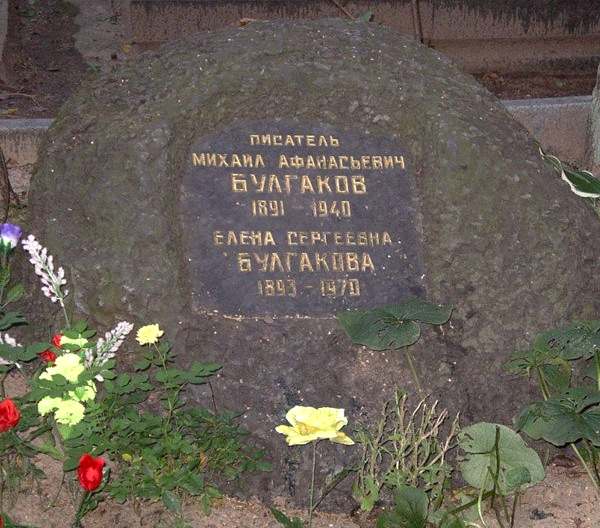 ПИСАТЕЛЬ
МИХАИЛ АФАНАСЬЕВИЧ
БУЛГАКОВ
1891 - 1940
ЕЛЕНА СЕРГЕЕВНА
БУЛГАКОВА
1893 - 1970